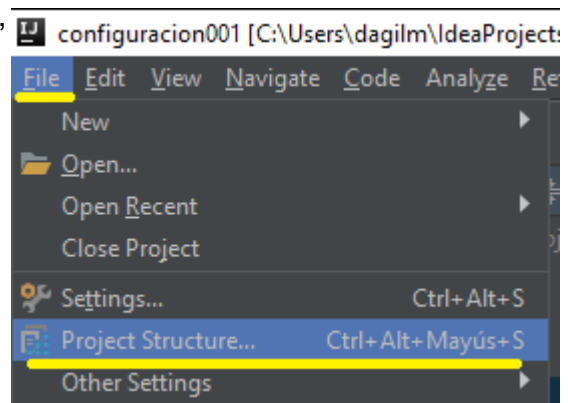 ” configuracion001 [C:\Users\dagilm\IdeaProjects
File Edit View Navigate Code Analyze
New
Open...
Open Recent
Close Project
Settings... Ctrl+Alt+S
Project Structure... Ctrl+Alt+Mayús+S
Other Settings